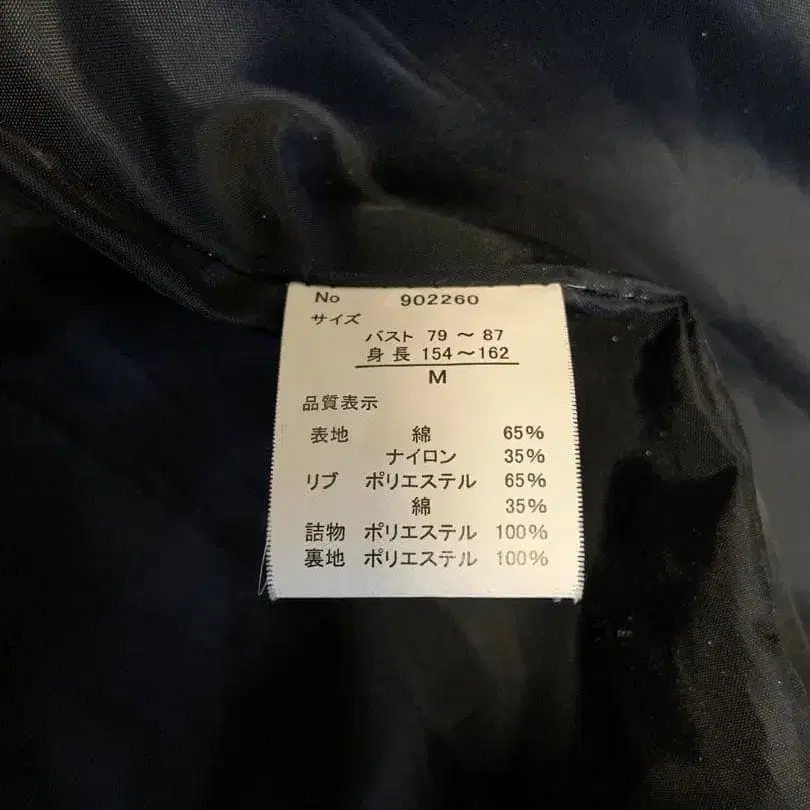 No 902260
サイズ
バスト 79 ～ 87
身長 154～162
M
品質表示
表地 綿 65%
ナイロン 35%
リブ ポリエステル 65%
綿 35%
詰物 ポリエステル 100%
裏地 ポリエステル 100%